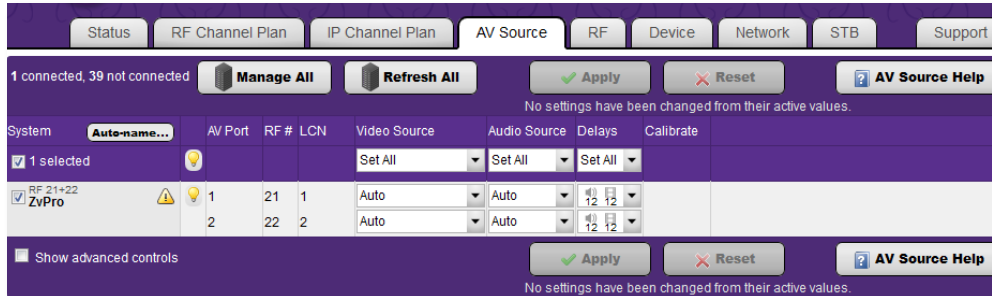 Status RF Channel Plan IP Channel Plan AV Source RF Device Network STB Support
1 connected, 39 not connected Manage All Refresh All Apply Reset AV Source Help
No settings have been changed from their active values.
System Auto-name... AV Port RF # LCN Video Source Audio Source Delays Calibrate
1 selected Set All Set All Set All
RF 21+22
ZvPro 1 21 1 Auto Auto 12 12
2 22 2 Auto Auto 12 12
Show advanced controls Apply Reset AV Source Help
No settings have been changed from their active values.